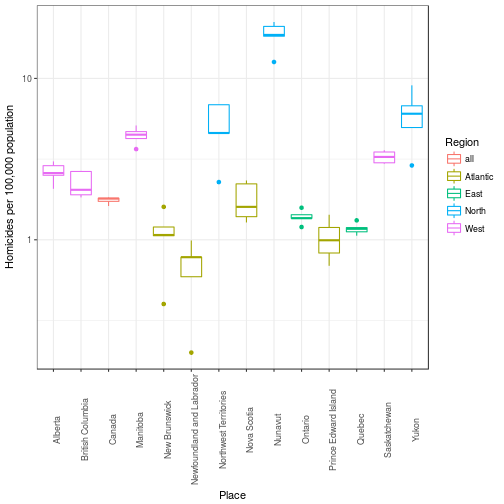 Homicides per 100,000 population
10
1
Alberta
British Columbia
Canada
Manitoba
New Brunswick
Newfoundland and Labrador
Northwest Territories
Nova Scotia
Nunavut
Ontario
Prince Edward Island
Quebec
Saskatchewan
Yukon
Place
Region
all
Atlantic
East
North
West